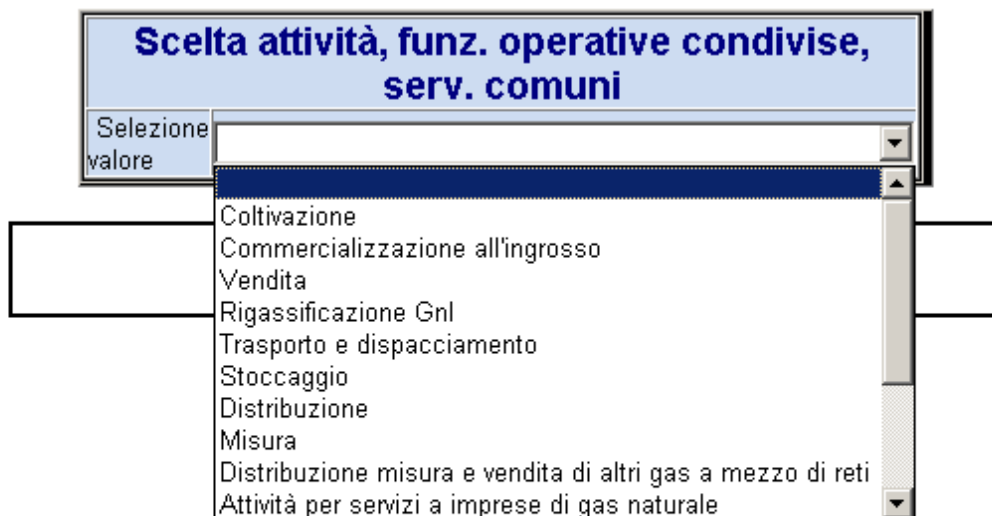 Scelta attività, funz. operative condivise,
serv. comuni
Selezione
valore
Coltivazione
Commercializzazione all'ingrosso
Vendita
Rigassificazione Gnl
Trasporto e dispacciamento
Stoccaggio
Distribuzione
Misura
Distribuzione misura e vendita di altri gas a mezzo di reti
Attività per servizi a imprese di gas naturale